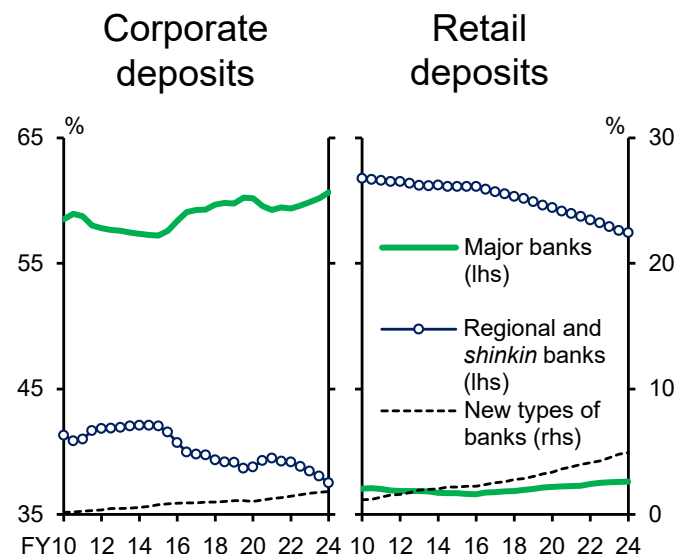 Corporate
deposits
Retail
deposits
%
%
65
55
45
35
30
20
10
0
Major banks
(lhs)
Regional and
shinkin banks
(lhs)
New types of
banks (rhs)
FY10 12 14 16 18 20 22 24
10 12 14 16 18 20 22 24